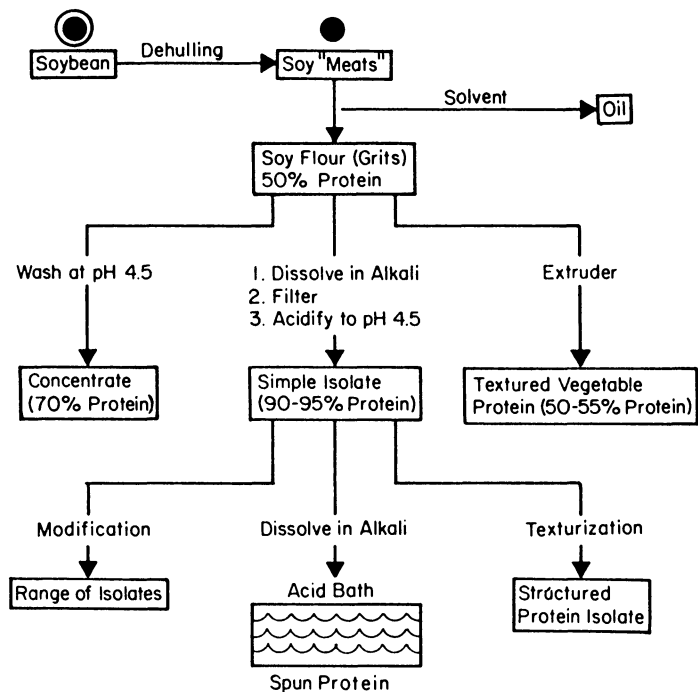 Dehulling
Soybean
Soy "Meats"
Solvent
Oil
Soy Flour (Grits)
50% Protein
Wash at pH 4.5
1. Dissolve in Alkali
2. Filter
3. Acidify to pH 4.5
Extruder
Concentrate
(70% Protein)
Simple Isolate
(90-95% Protein)
Textured Vegetable
Protein (50-55% Protein)
Modification
Dissolve in Alkali
Texturization
Range of Isolates
Acid Bath
Structured
Protein Isolate
Spun Protein